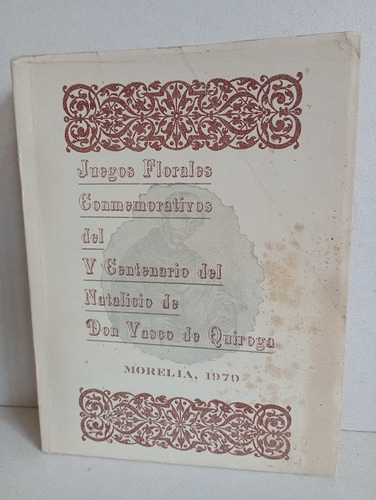 Juegos Florales
Conmemorativos
del
V Centenario del
Natalicio de
Don Vasco de Quiroga
MORELIA, 1970